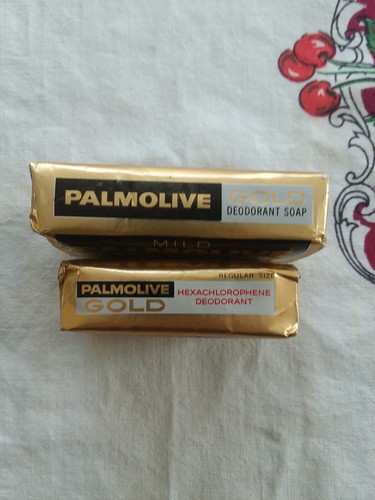 PALMOLIVE GOLD
DEODORANT SOAP
MILD
REGULAR SIZE
PALMOLIVE
GOLD
HEXACHLOROPHENE
DEODORANT